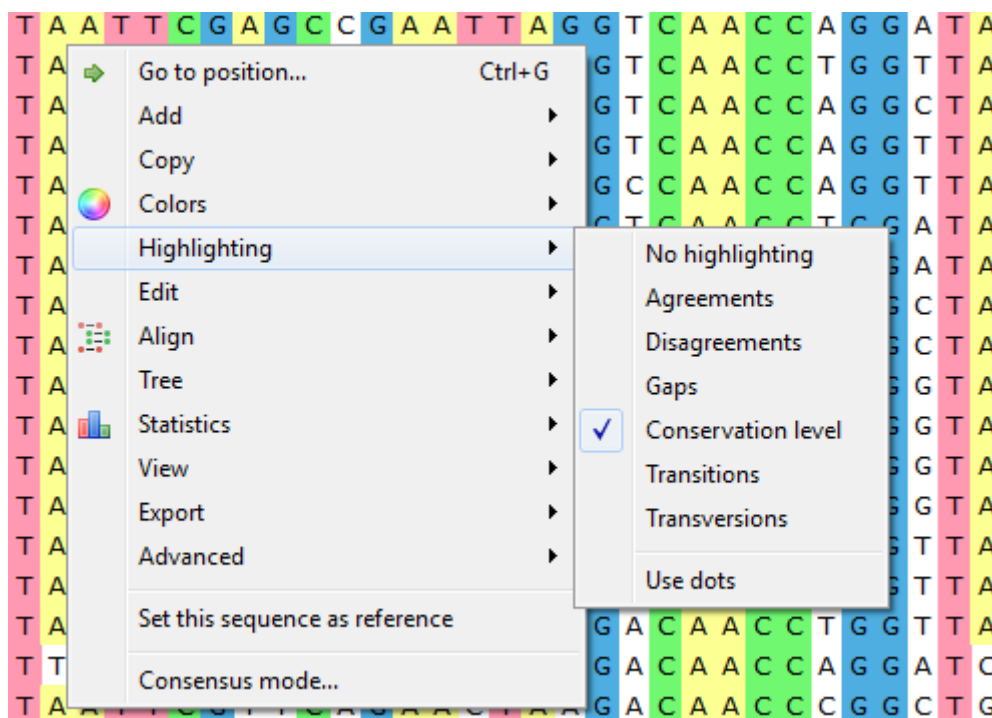 T A A T T C G A G C C G A A T T A G G T C A A C C A G G A T A
T A Go to position... Ctrl+G G T C A A C C T G G T T A
T A Add G T C A A C C A G G C T A
T A Copy G T C A A C C A G G T T A
T A Colors G C C A A C C A G G T T A
T A G A T A
T A Highlighting No highlighting A T A
T A Edit Agreements C T A
T A Align Disagreements C T A
T A Tree Gaps G T A
T A Statistics Conservation level G T A
T A View Transitions G T A
T A Export Transversions G T A
T A Advanced T T A
T A Use dots T T A
T A Set this sequence as reference G A C A A C C T G G T T A
T T G A C A A C C A G G A T C
Consensus mode...
T A G A C A A C C C G G C T G